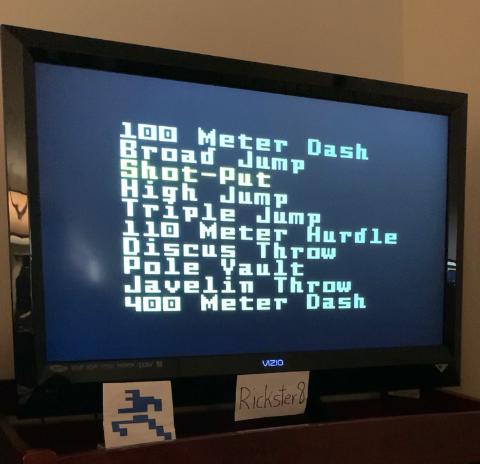 100 Meter Dash
Broad Jump
Shot-Put
High Jump
Triple Jump
110 Meter Hurdle
Discus Throw
Pole Vault
Javelin Throw
400 Meter Dash
VIZIO
Rickster8